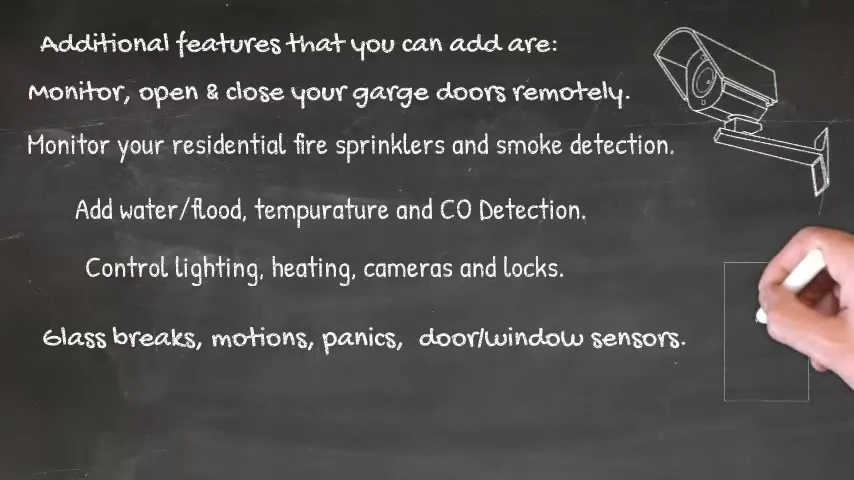 Additional features that you can add are:
Monitor, open & close your garge doors remotely.
Monitor your residential fire sprinklers and smoke detection.
Add water/flood, tempurature and CO Detection.
Control lighting, heating, cameras and locks.
Glass breaks, motions, panics, door/window sensors.